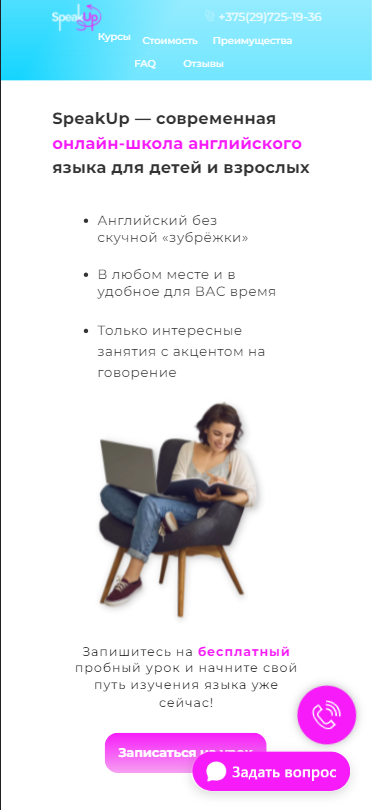 SpeakUp
+375(29)725-19-36
Курсы
Стоимость
Преимущества
FAQ
Отзывы
SpeakUp — современная
онлайн-школа английского
языка для детей и взрослых
Английский без
скучной «зубрёжки»
В любом месте и в
удобное для ВАС время
Только интересные
занятия с акцентом на
говорение
Запишитесь на бесплатный
пробный урок и начните свой
путь изучения языка уже
сейчас!
Записаться на урок
Задать вопрос